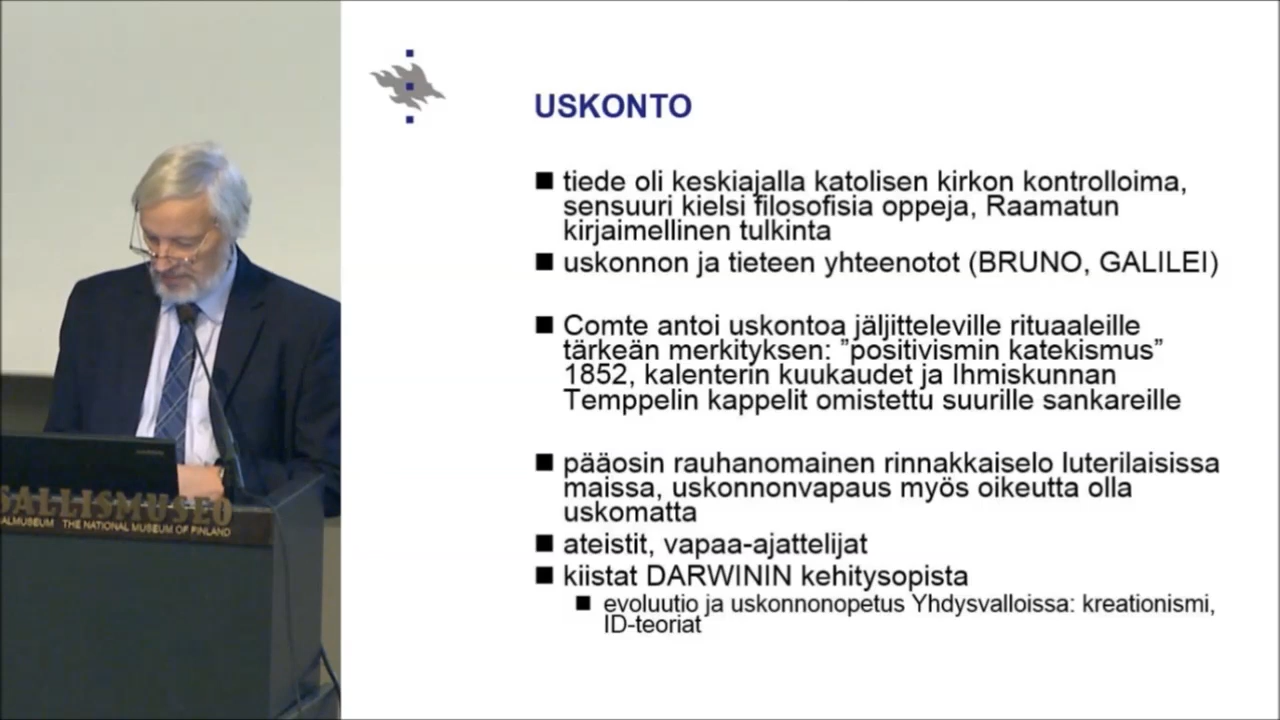 USKONTO
tiede oli keskiajalla katolisen kirkon kontrolloima,
sensuuri kielsi filosofisia oppeja, Raamatun
kirjaimellinen tulkinta
uskonnon ja tieteen yhteenotot (BRUNO, GALILEI)
Comte antoi uskontoa jäljitteleville rituaaleille
tärkeän merkityksen: ”positivismin katekismus”
1852, kalenterin kuukaudet ja Ihmiskunnan
Temppelin kappelit omistettu suurille sankareille
pääosin rauhanomainen rinnakkaiselo luterilaisissa
maissa, uskonnonvapaus myös oikeutta olla
uskomatta
ateistit, vapaa-ajattelijat
kiistat DARWININ kehitysopista
evoluutio ja uskonnonopetus Yhdysvalloissa: kreationismi,
ID-teoriat
SALLISMUSEO
ALMUSEUM THE NATIONAL MUSEUM OF FINLAND